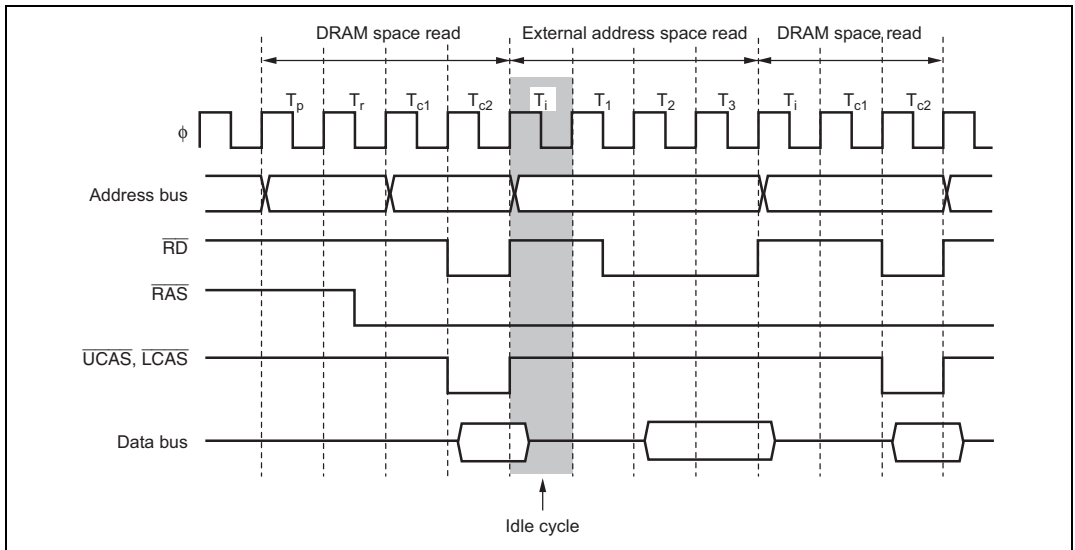 DRAM space read External address space read DRAM space read
Tp Tr Tc1 Tc2 Ti T1 T2 T3 Ti Tc1 Tc2
ϕ
Address bus
RD
RAS
UCAS, LCAS
Data bus
Idle cycle